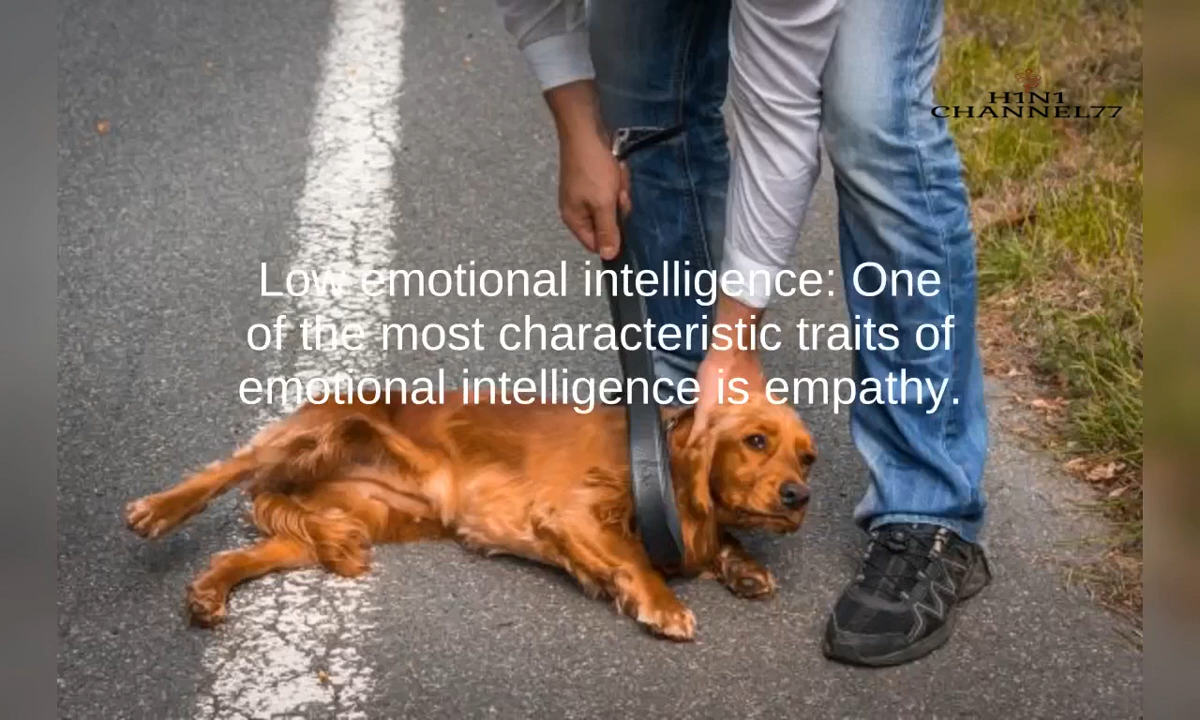 H1N1
CHANNEL77
Low emotional intelligence: One
of the most characteristic traits of
emotional intelligence is empathy.